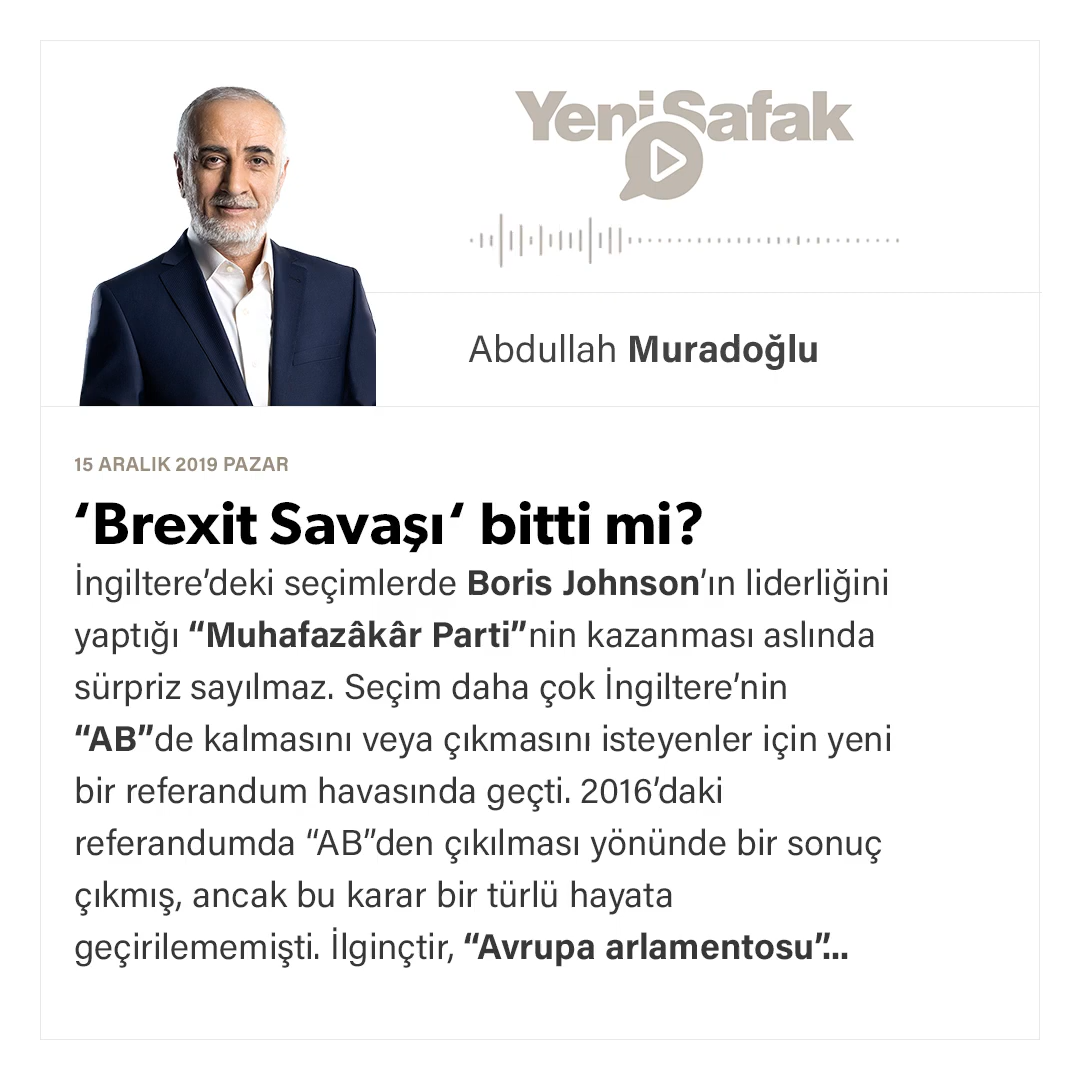 YeniŞafak
Abdullah Muradoğlu
15 ARALIK 2019 PAZAR
‘Brexit Savaşı‘ bitti mi?
İngiltere’deki seçimlerde Boris Johnson’ın liderliğini
yaptığı “Muhafazâkâr Parti”nin kazanması aslında
sürpriz sayılmaz. Seçim daha çok İngiltere’nin
“AB”de kalmasını veya çıkmasını isteyenler için yeni
bir referandum havasında geçti. 2016’daki
referandumda “AB”den çıkılması yönünde bir sonuç
çıkmış, ancak bu karar bir türlü hayata
geçirilememişti. İlginçtir, “Avrupa arlamentosu”...